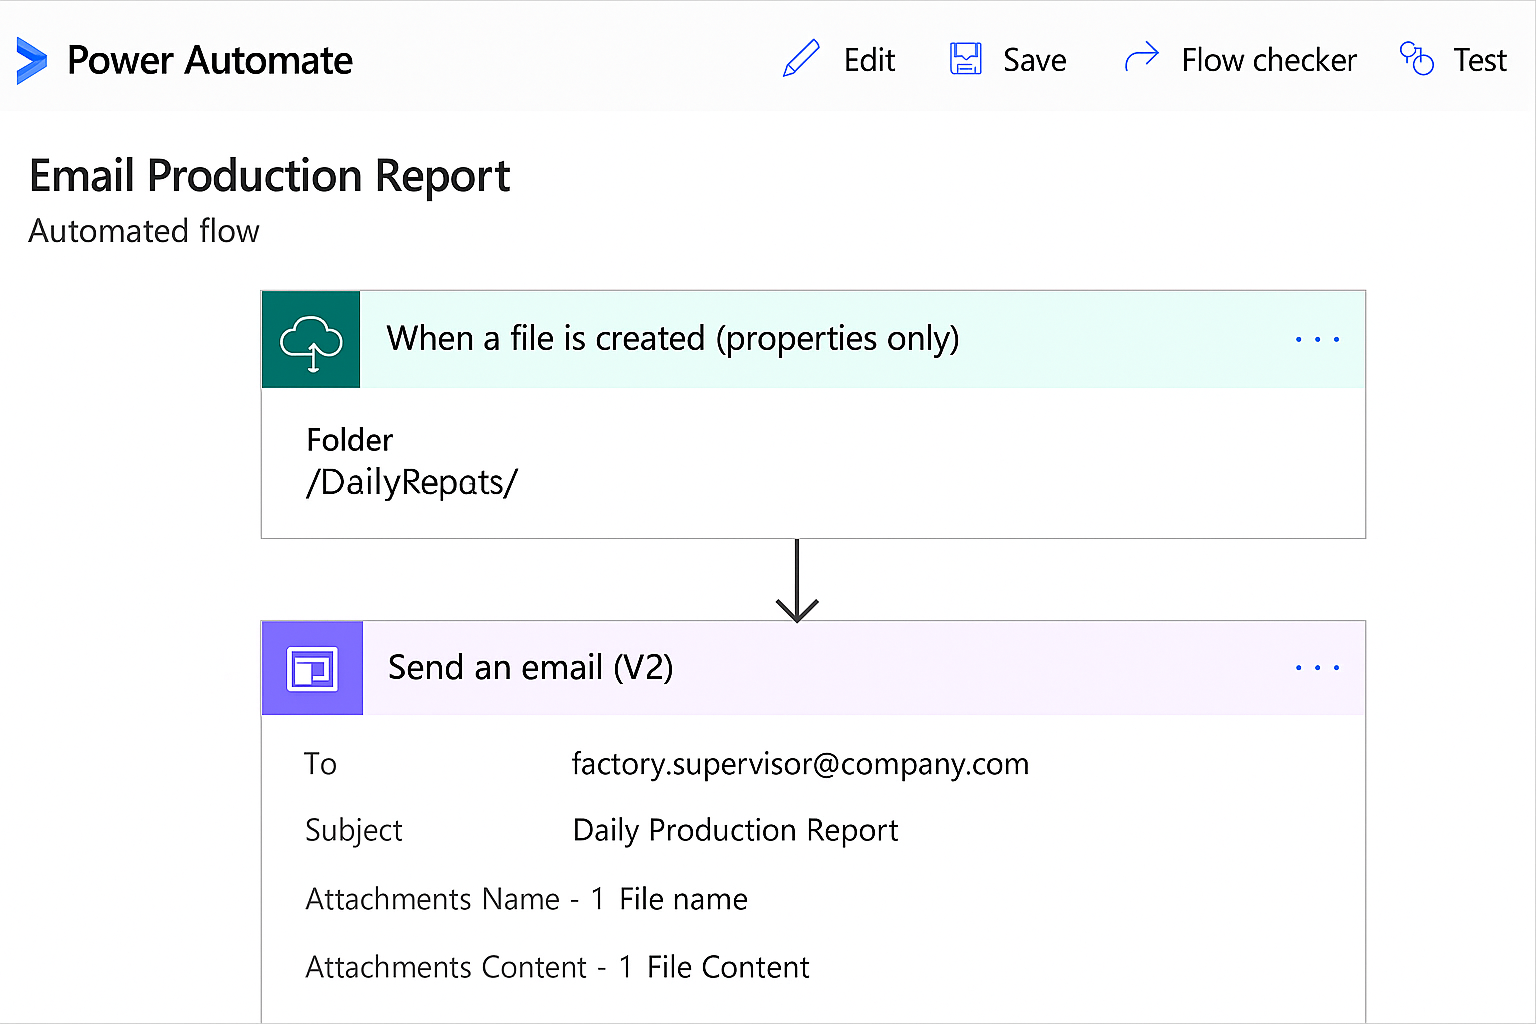 Power Automate
Edit
Save
Flow checker
Test
Email Production Report
Automated flow
When a file is created (properties only)
Folder
/DailyRepɑts/
Send an email (V2)
To factory.supervisor@company.com
Subject Daily Production Report
Attachments Name - 1 File name
Attachments Content - 1 File Content